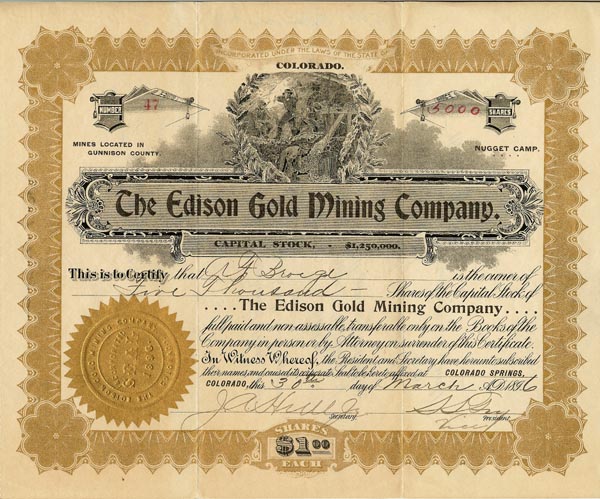 INCORPORATED UNDER THE LAWS OF THE STATE OF
COLORADO.
NUMBER 47
5000 SHARES
MINES LOCATED IN
GUNNISON COUNTY.
NUGGET CAMP.
The Edison Gold Mining Company.
CAPITAL STOCK, - $1,250,000.
This is to Certify that is the owner of
Five Thousand — Shares of the Capital Stock of
....The Edison Gold Mining Company....
full paid and non assessable, transferable only on the Books of the
Company in person or by Attorney on surrender of this Certificate.
In Witness Whereof, the President and Secretary have hereunto subscribed
their names and caused its corporate Seal to be hereto affixed at COLORADO SPRINGS,
COLORADO, this 30th day of March A.D. 1896
Secretary.
President.
SHARES
$1.00
EACH